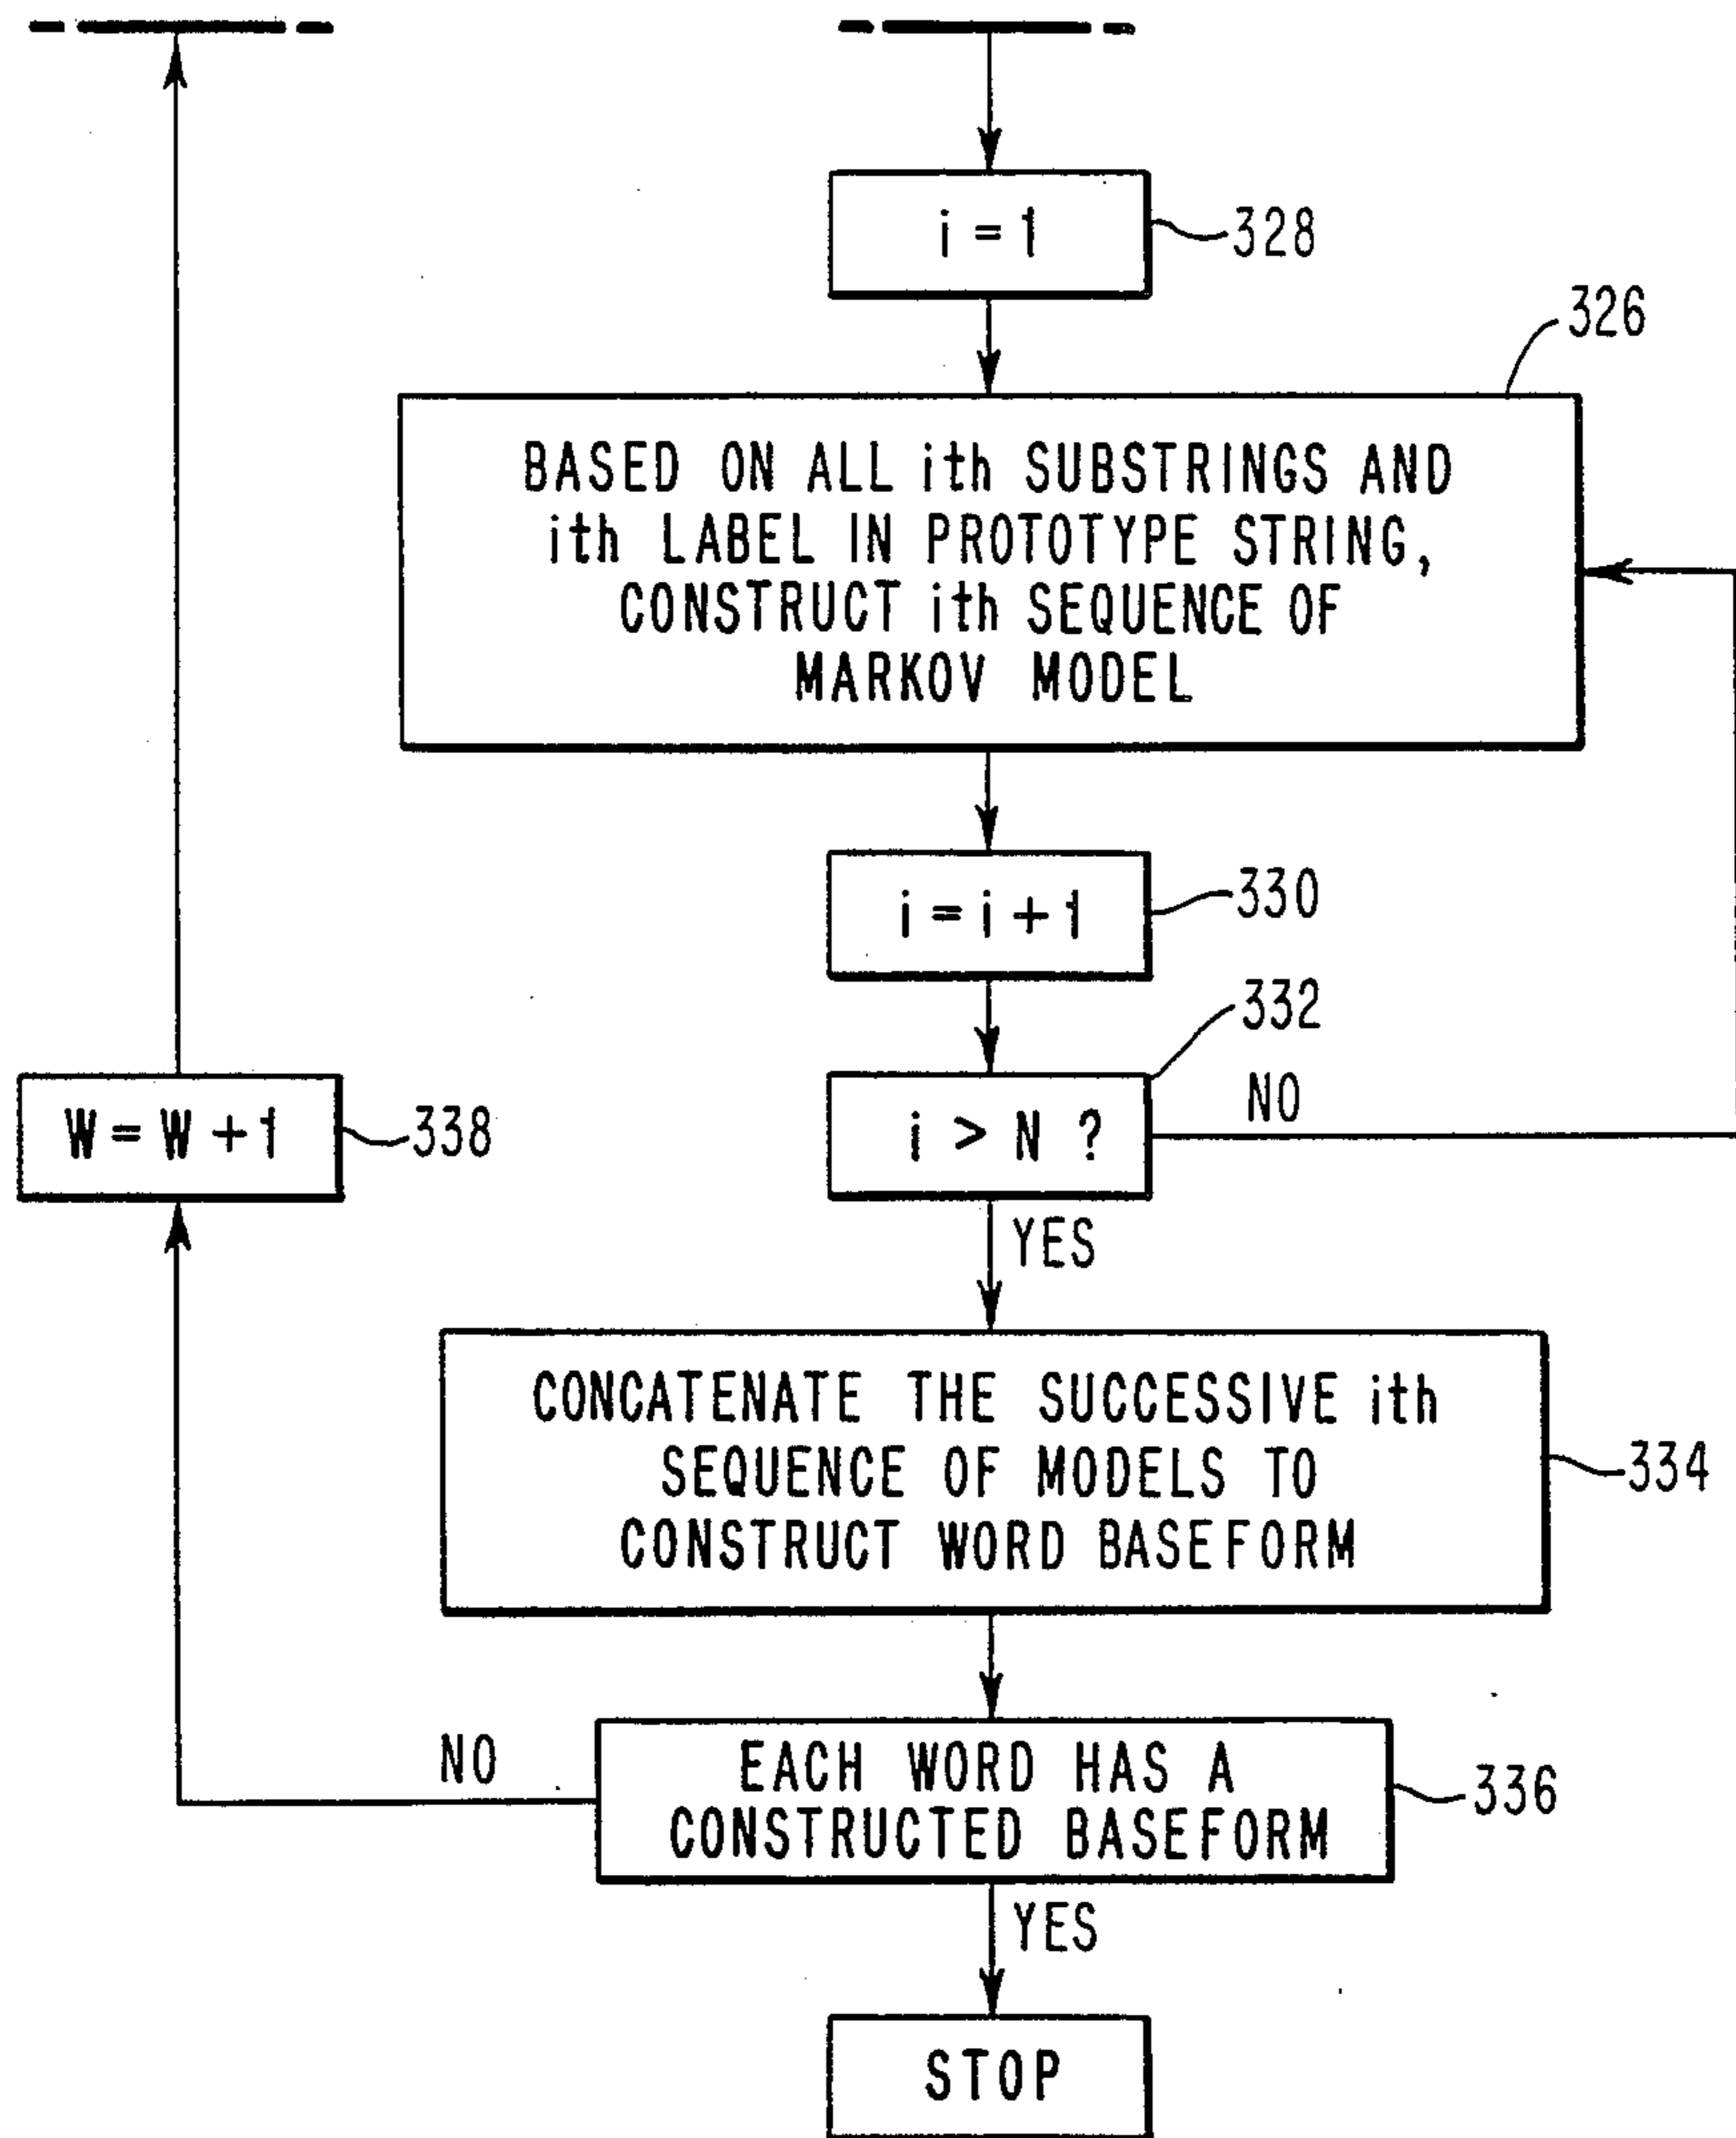 i = 1
328
326
BASED ON ALL ith SUBSTRINGS AND
ith LABEL IN PROTOTYPE STRING,
CONSTRUCT ith SEQUENCE OF
MARKOV MODEL
i = i + 1
330
332
i > N ?
NO
W = W + 1
338
YES
CONCATENATE THE SUCCESSIVE ith
SEQUENCE OF MODELS TO
CONSTRUCT WORD BASEFORM
334
NO
EACH WORD HAS A
CONSTRUCTED BASEFORM
336
YES
STOP